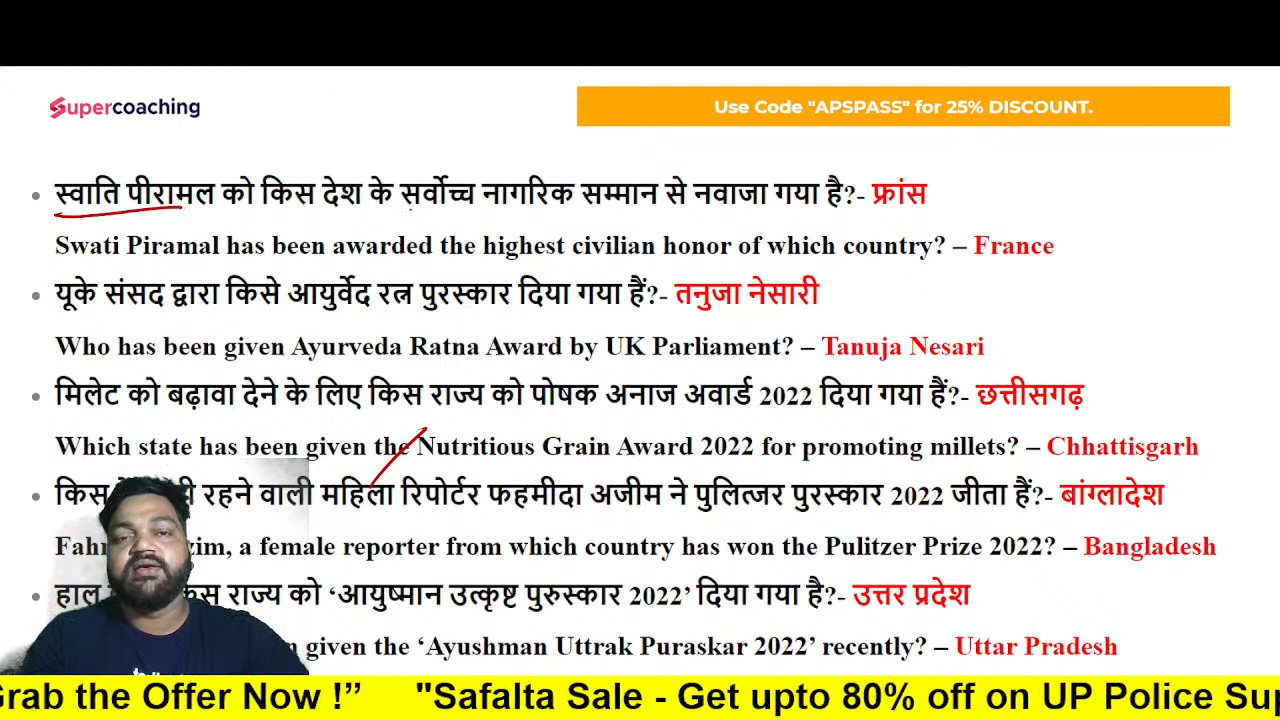 Supercoaching
Use Code "APSPASS" for 25% DISCOUNT.
स्वाति पीरामल को किस देश के सर्वोच्च नागरिक सम्मान से नवाजा गया है?- फ्रांस
Swati Piramal has been awarded the highest civilian honor of which country? – France
यूके संसद द्वारा किसे आयुर्वेद रत्न पुरस्कार दिया गया हैं?- तनुजा नेसारी
Who has been given Ayurveda Ratna Award by UK Parliament? – Tanuja Nesari
मिलेट को बढ़ावा देने के लिए किस राज्य को पोषक अनाज अवार्ड 2022 दिया गया हैं?- छत्तीसगढ़
Which state has been given the Nutritious Grain Award 2022 for promoting millets? – Chhattisgarh
किस रहने वाली महिला रिपोर्टर फहमीदा अजीम ने पुलित्जर पुरस्कार 2022 जीता हैं?- बांग्लादेश
a female reporter from which country has won the Pulitzer Prize 2022? – Bangladesh
हाल राज्य को ‘आयुष्मान उत्कृष्ट पुरुस्कार 2022’ दिया गया है?- उत्तर प्रदेश
given the ‘Ayushman Uttrak Puraskar 2022’ recently? – Uttar Pradesh
Grab the Offer Now !” "Safalta Sale - Get upto 80% off on UP Police